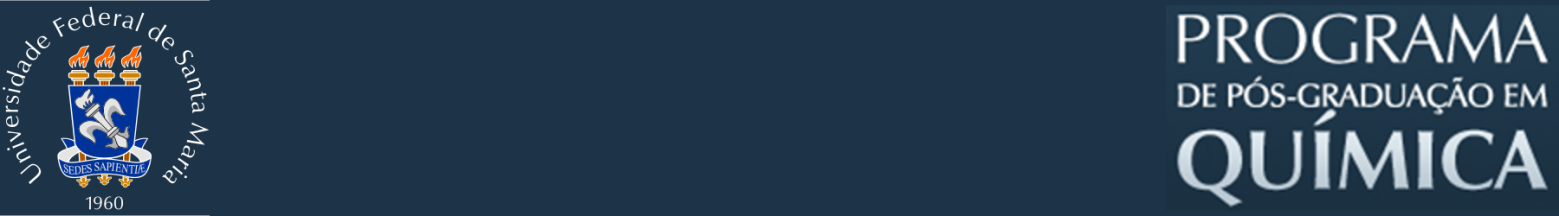 Universidade Federal de Santa Maria
SEDES SAPIENTIÆ
1960
PROGRAMA
DE PÓS-GRADUAÇÃO EM
QUÍMICA